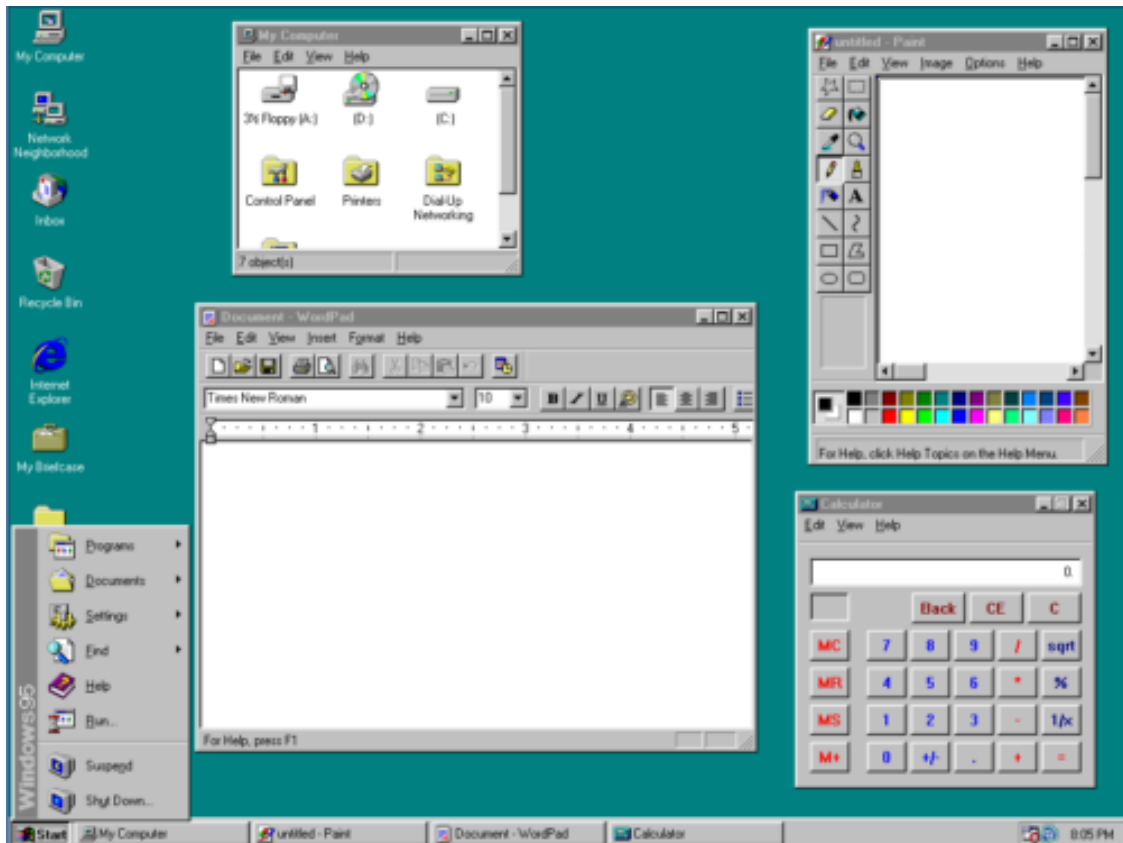 My Computer
Network
Neighborhood
Inbox
Recycle Bin
Internet
Explorer
My Briefcase
My Computer
File Edit View Help
3½ Floppy (A:) (D:) (C:)
Control Panel Printers Dial-Up
Networking
7 object(s)
untitled - Paint
File Edit View Image Options Help
A
For Help, click Help Topics on the Help Menu.
Document - WordPad
File Edit View Insert Format Help
Times New Roman 10 B / U
1 2 3 4 5
For Help, press F1
Calculator
Edit View Help
0.
Back CE C
MC 7 8 9 / sqrt
MR 4 5 6 * %
MS 1 2 3 - 1/x
M+ 0 +/- . + =
Windows95
Programs
Documents
Settings
Find
Help
Run...
Suspend
Shut Down...
Start My Computer untitled - Paint Document - WordPad Calculator 8:05 PM